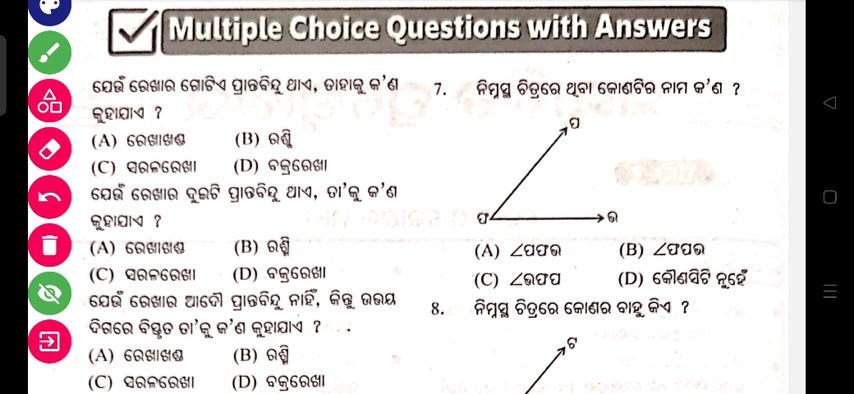 Multiple Choice Questions with Answers
ଯେଉଁ ରେଖାର ଗୋଟିଏ ପ୍ରାନ୍ତବିନ୍ଦୁ ଥାଏ, ତାହାକୁ କ'ଣ
କୁହାଯାଏ ?
(A) ରେଖାଖଣ୍ଡ (B) ରଶ୍ମି
(C) ସରଳରେଖା (D) ବକ୍ରରେଖା
ଯେଉଁ ରେଖାର ଦୁଇଟି ପ୍ରାନ୍ତବିନ୍ଦୁ ଥାଏ, ତା'କୁ କ'ଣ
କୁହାଯାଏ ?
(A) ରେଖାଖଣ୍ଡ (B) ରଶ୍ମି
(C) ସରଳରେଖା (D) ବକ୍ରରେଖା
ଯେଉଁ ରେଖାର ଆଦୌ ପ୍ରାନ୍ତବିନ୍ଦୁ ନାହିଁ, କିନ୍ତୁ ଉଭୟ
ଦିଗରେ ବିସ୍ତୃତ ତା'କୁ କ'ଣ କୁହାଯାଏ ?
(A) ରେଖାଖଣ୍ଡ (B) ରଶ୍ମି
(C) ସରଳରେଖା (D) ବକ୍ରରେଖା
7. ନିମ୍ନସ୍ଥ ଚିତ୍ରରେ ଥିବା କୋଣଟିର ନାମ କ'ଣ ?
ପ
ଫ ଭ
(A) ∠ପଫଭ (B) ∠ଫପଭ
(C) ∠ଭଫପ (D) କୌଣସିଟି ନୁହେଁ
8. ନିମ୍ନସ୍ଥ ଚିତ୍ରରେ କୋଣର ବାହୁ କିଏ ?
ଟ